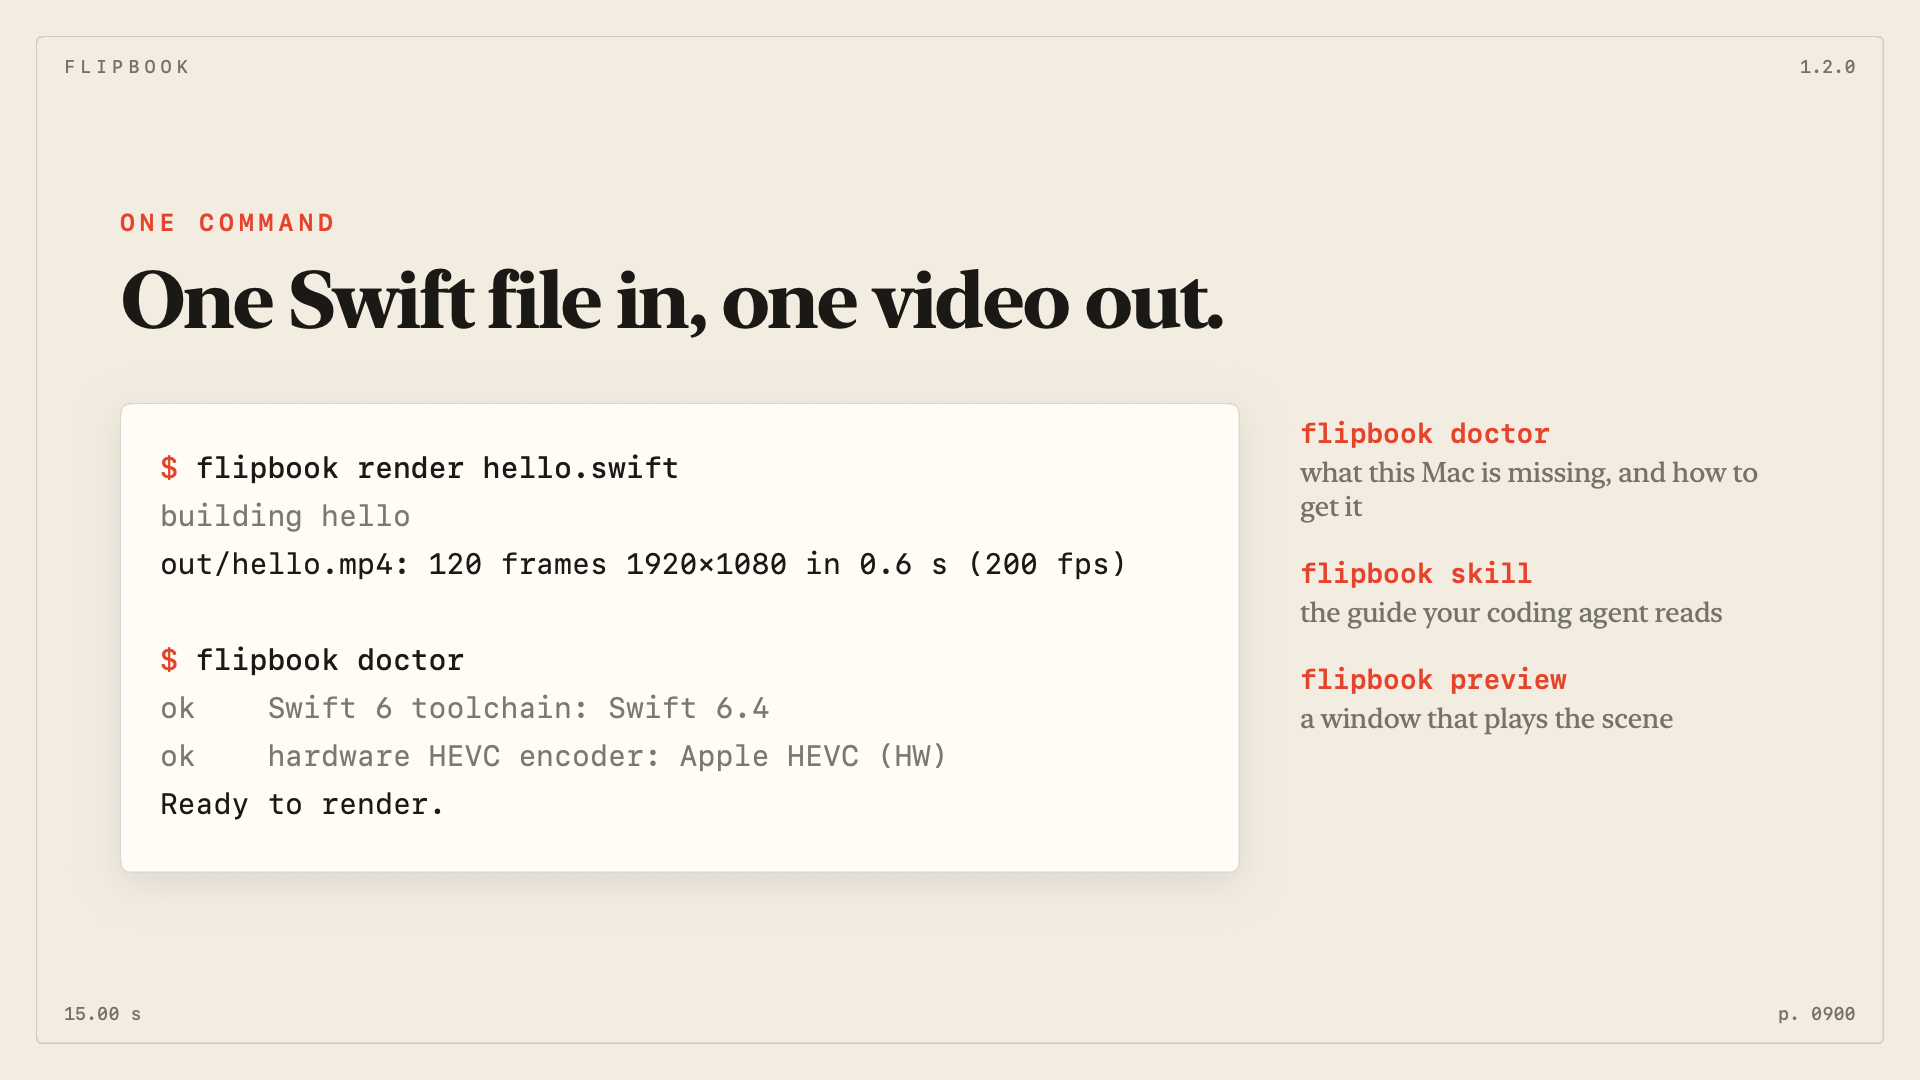 FLIPBOOK
1.2.0
ONE COMMAND
One Swift file in, one video out.
$ flipbook render hello.swift
building hello
out/hello.mp4: 120 frames 1920×1080 in 0.6 s (200 fps)
$ flipbook doctor
ok    Swift 6 toolchain: Swift 6.4
ok    hardware HEVC encoder: Apple HEVC (HW)
Ready to render.
flipbook doctor
what this Mac is missing, and how to
get it
flipbook skill
the guide your coding agent reads
flipbook preview
a window that plays the scene
15.00 s
p. 0900